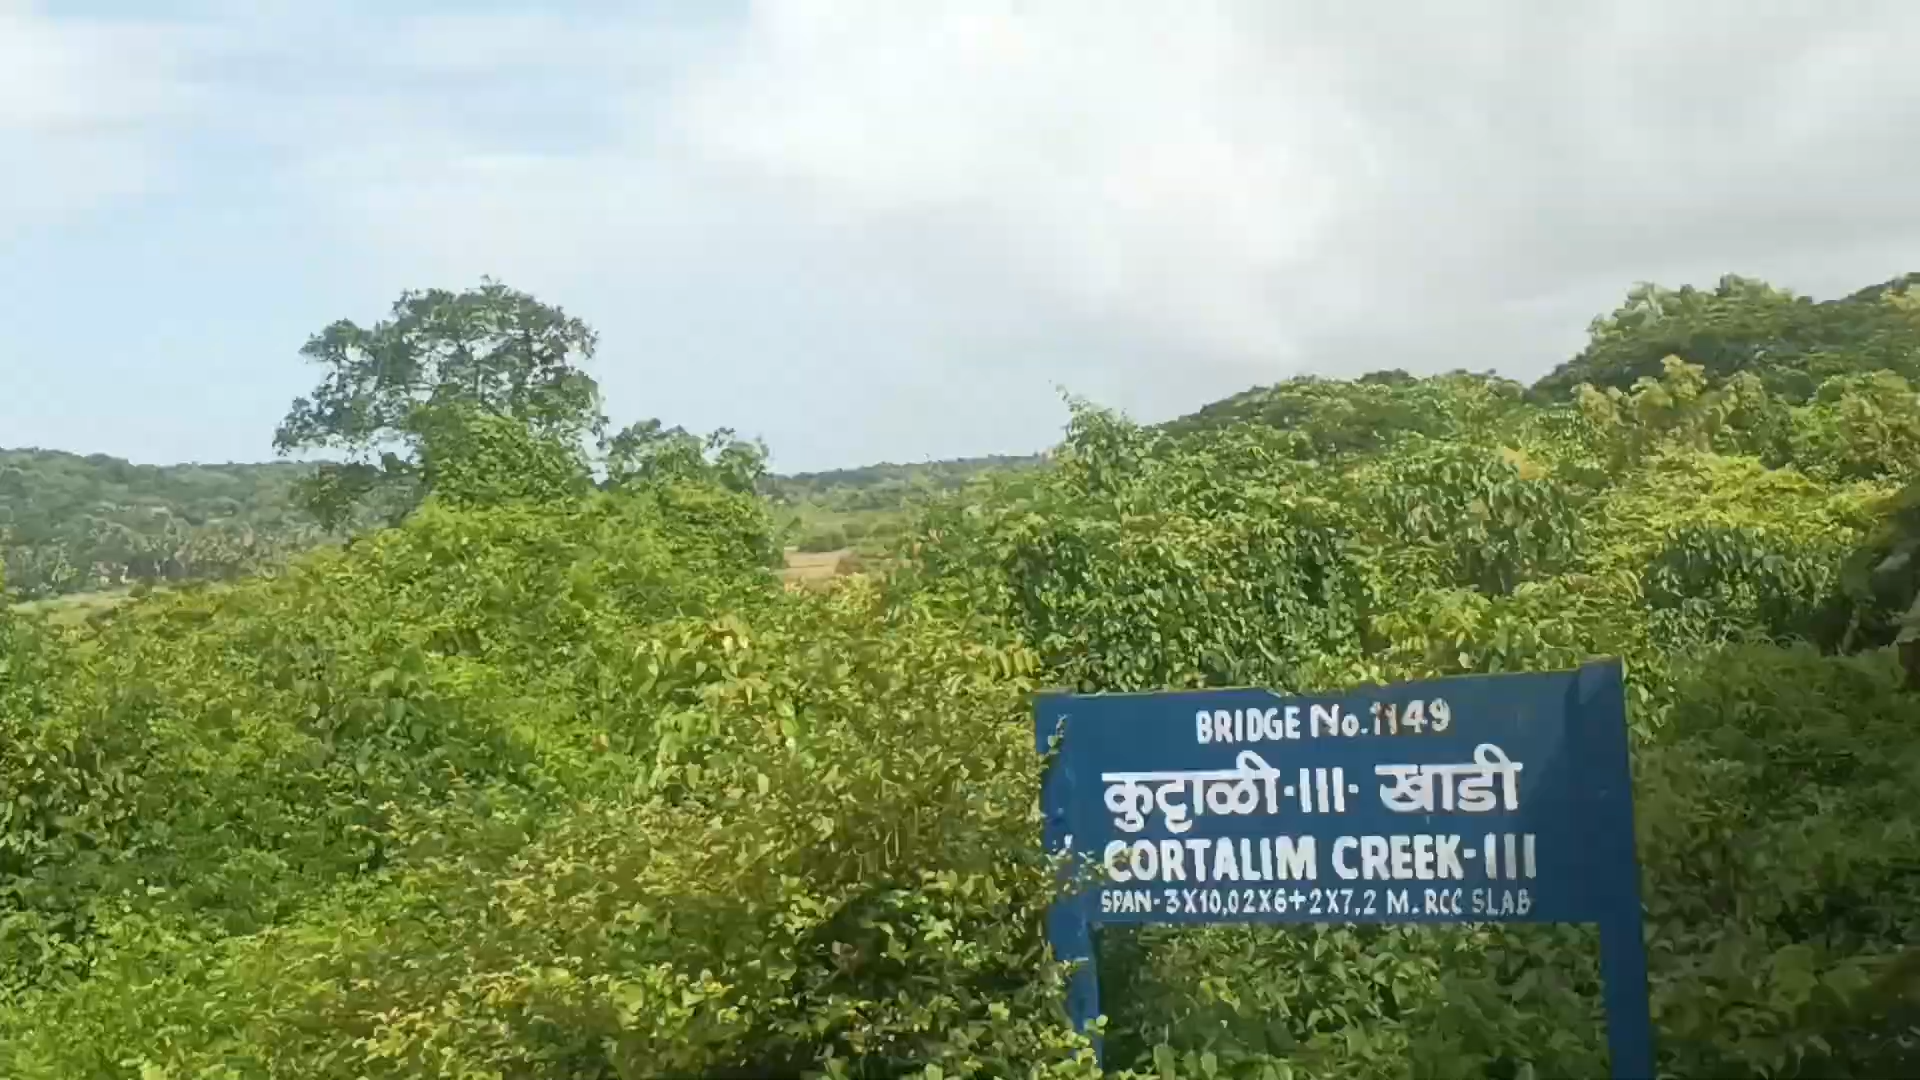 BRIDGE No.1149
कुट्टाळी-III- खाडी
CORTALIM CREEK-III
SPAN-3X10,02X6+2X7,2 M. RCC SLAB